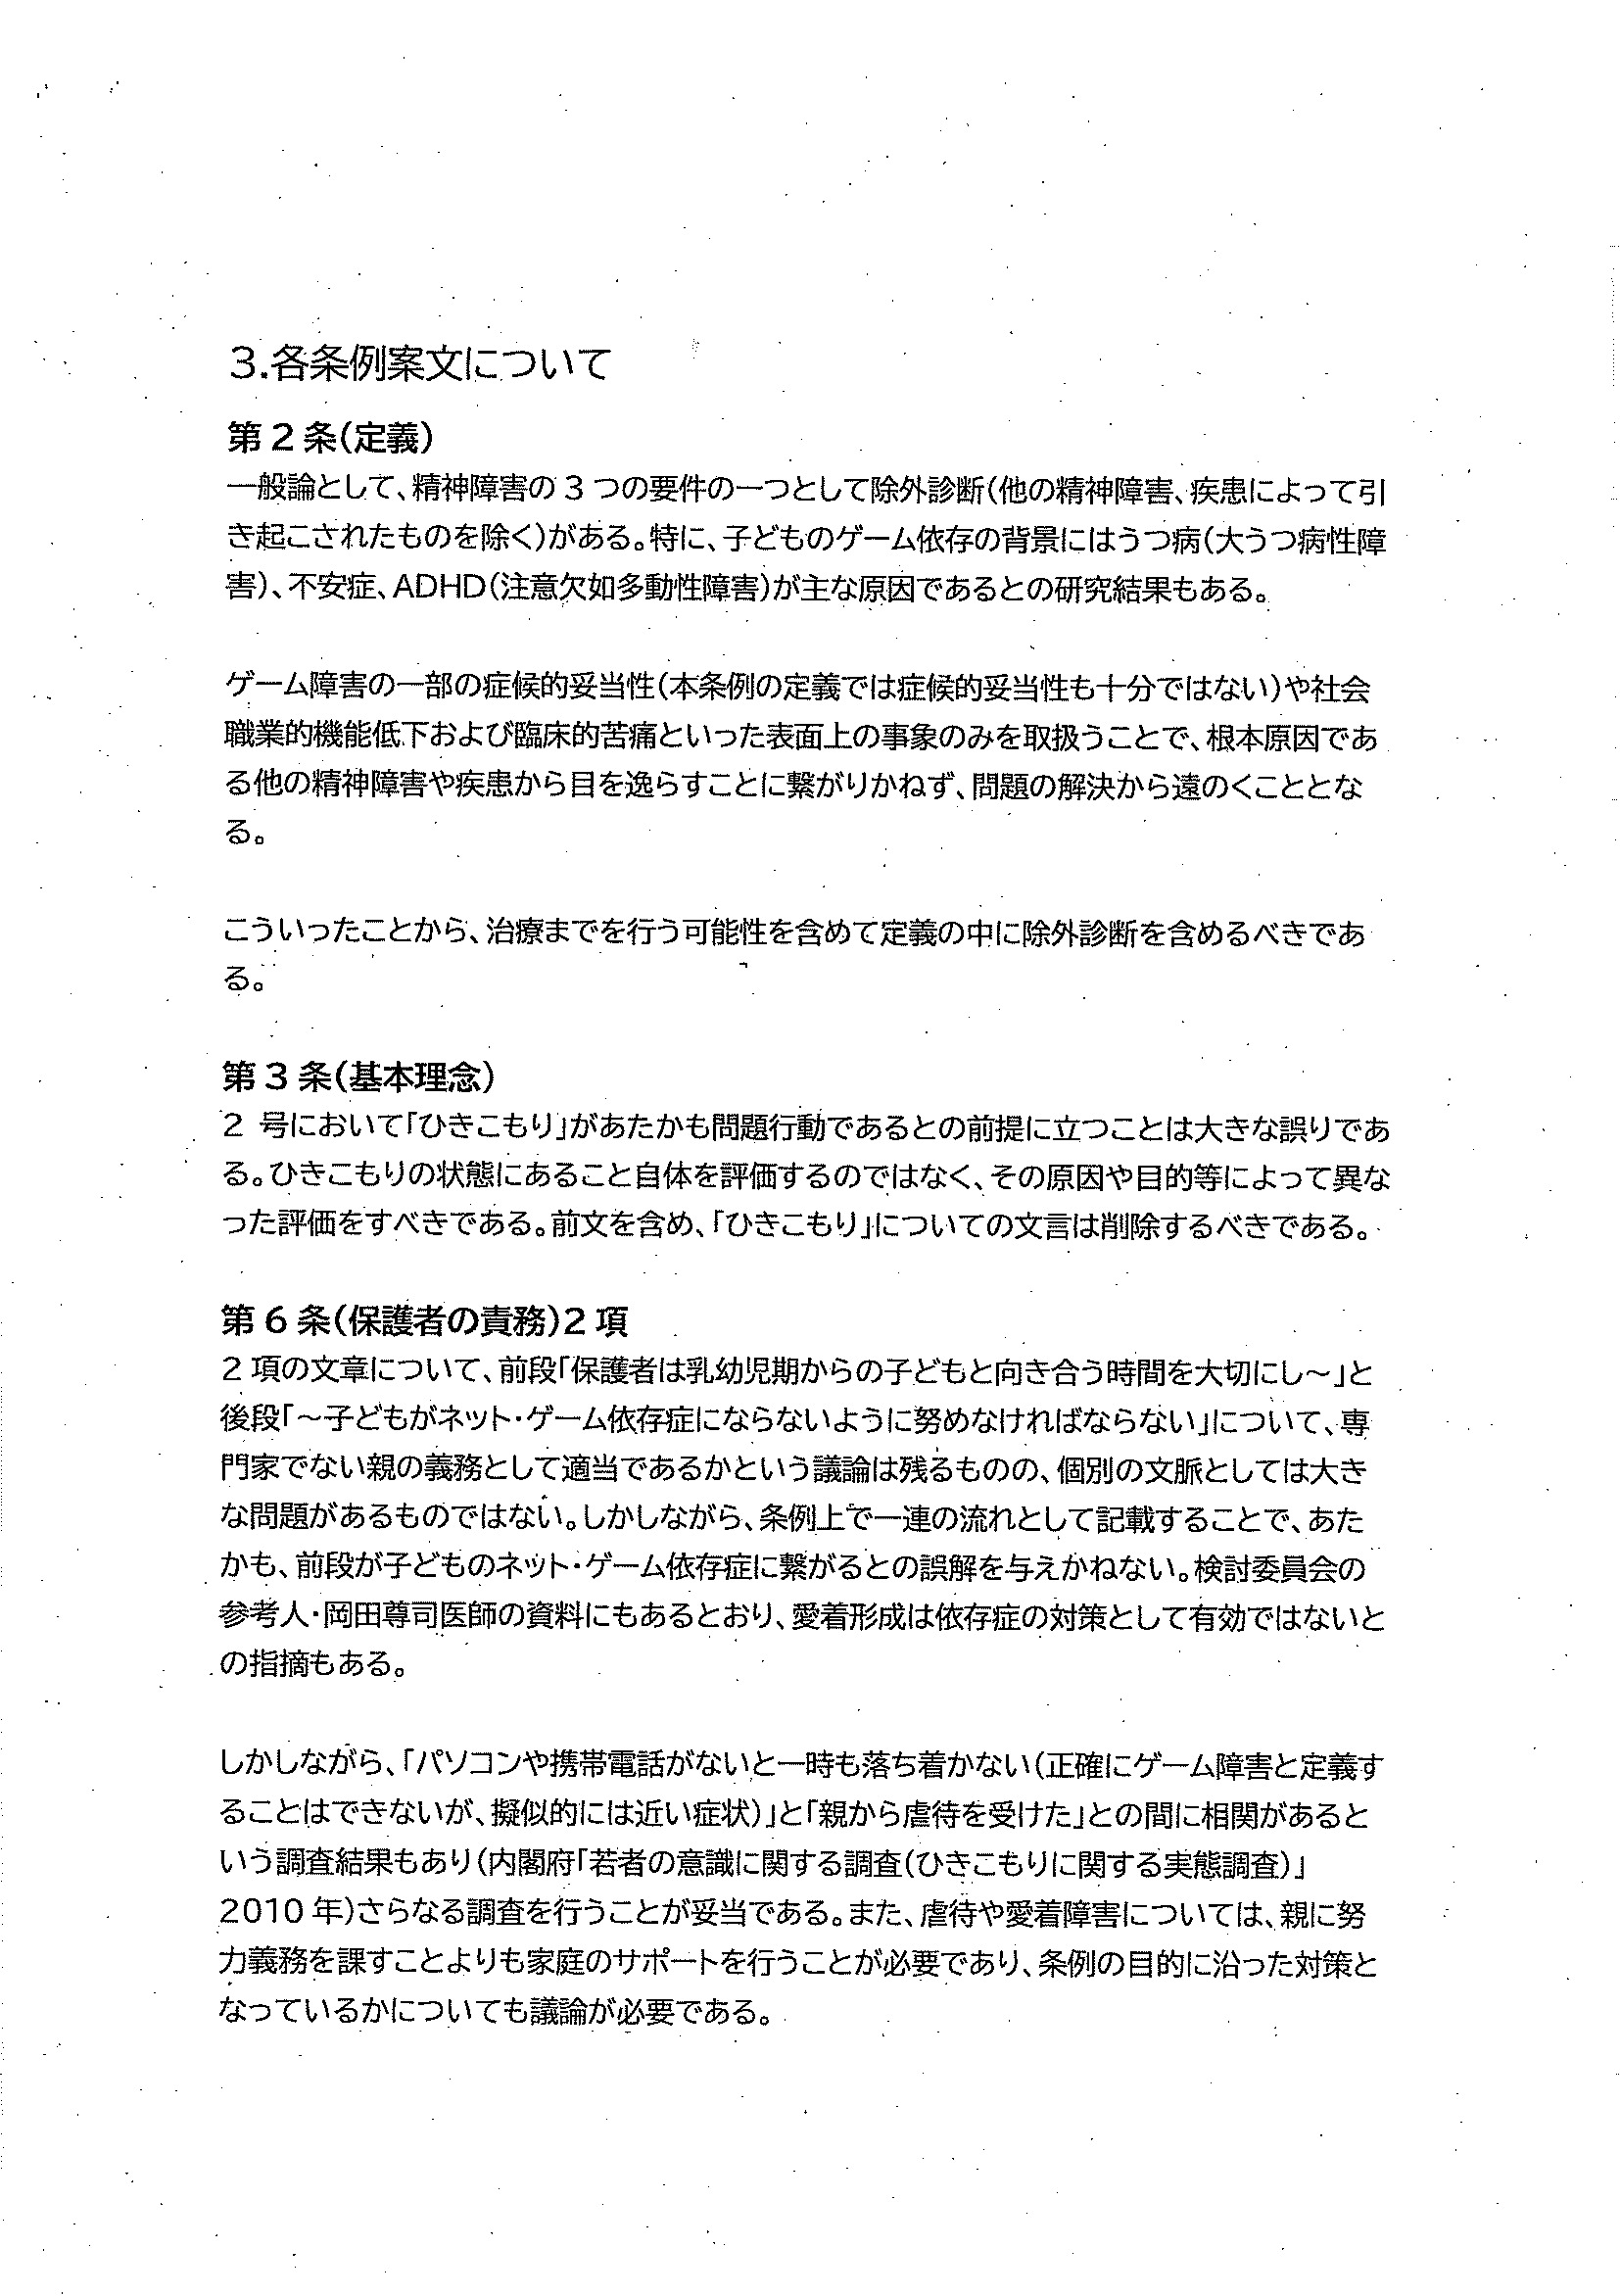 3.各条例案文について
第2条(定義)
一般論として、精神障害の3つの要件の一つとして除外診断(他の精神障害、疾患によって引
き起こされたものを除く)がある。特に、子どものゲーム依存の背景にはうつ病(大うつ病性障
害)、不安症、ADHD(注意欠如多動性障害)が主な原因であるとの研究結果もある。
ゲーム障害の一部の症候的妥当性(本条例の定義では症候的妥当性も十分ではない)や社会
職業的機能低下および臨床的苦痛といった表面上の事象のみを取扱うことで、根本原因であ
る他の精神障害や疾患から目を逸らすことに繋がりかねず、問題の解決から遠のくこととな
る。
こういったことから、治療までを行う可能性を含めて定義の中に除外診断を含めるべきであ
る。
第3条(基本理念)
2 号において「ひきこもり」があたかも問題行動であるとの前提に立つことは大きな誤りであ
る。ひきこもりの状態にあること自体を評価するのではなく、その原因や目的等によって異な
った評価をすべきである。前文を含め、「ひきこもり」についての文言は削除するべきである。
第6条(保護者の責務)2項
2項の文章について、前段「保護者は乳幼児期からの子どもと向き合う時間を大切にし～」と
後段「～子どもがネット・ゲーム依存症にならないように努めなければならない」について、専
門家でない親の義務として適当であるかという議論は残るものの、個別の文脈としては大き
な問題があるものではない。しかしながら、条例上で一連の流れとして記載することで、あた
かも、前段が子どものネット・ゲーム依存症に繋がるとの誤解を与えかねない。検討委員会の
参考人・岡田尊司医師の資料にもあるとおり、愛着形成は依存症の対策として有効ではないと
の指摘もある。
しかしながら、「パソコンや携帯電話がないと一時も落ち着かない(正確にゲーム障害と定義す
ることはできないが、擬似的には近い症状)」と「親から虐待を受けた」との間に相関があると
いう調査結果もあり(内閣府「若者の意識に関する調査(ひきこもりに関する実態調査)」
2010年)さらなる調査を行うことが妥当である。また、虐待や愛着障害については、親に努
力義務を課すことよりも家庭のサポートを行うことが必要であり、条例の目的に沿った対策と
なっているかについても議論が必要である。